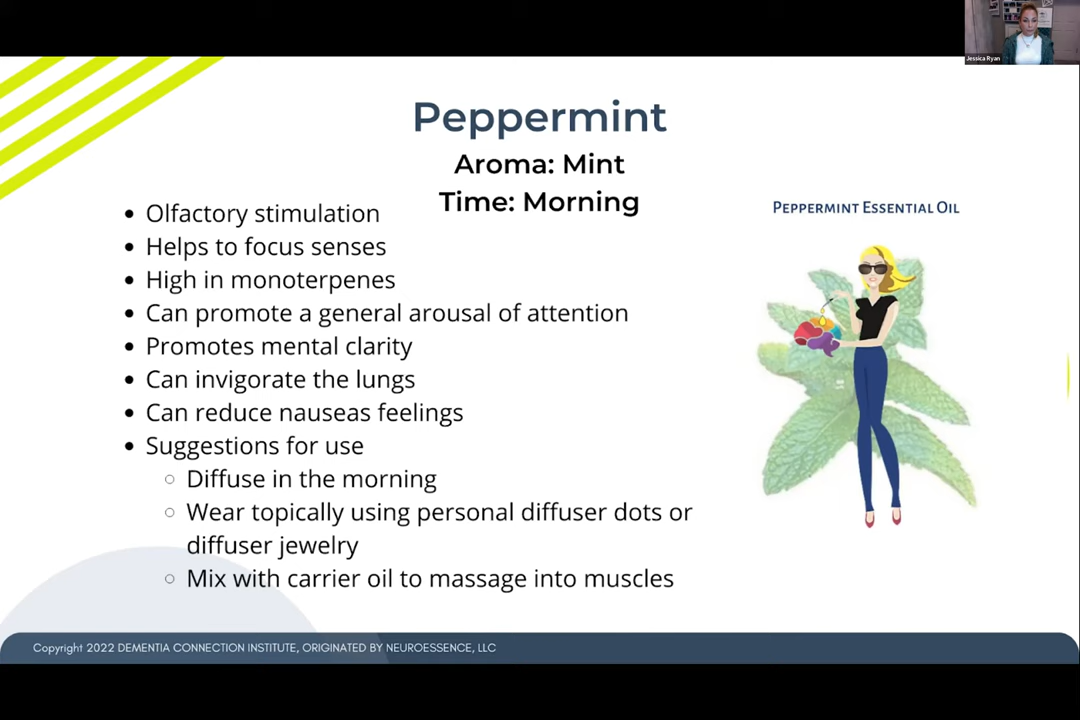 Jessica Ryan
Peppermint
Aroma: Mint
Time: Morning
• Olfactory stimulation
• Helps to focus senses
• High in monoterpenes
• Can promote a general arousal of attention
• Promotes mental clarity
• Can invigorate the lungs
• Can reduce nauseas feelings
• Suggestions for use
○ Diffuse in the morning
○ Wear topically using personal diffuser dots or
diffuser jewelry
○ Mix with carrier oil to massage into muscles
PEPPERMINT ESSENTIAL OIL
Copyright 2022 DEMENTIA CONNECTION INSTITUTE, ORIGINATED BY NEUROESSENCE, LLC